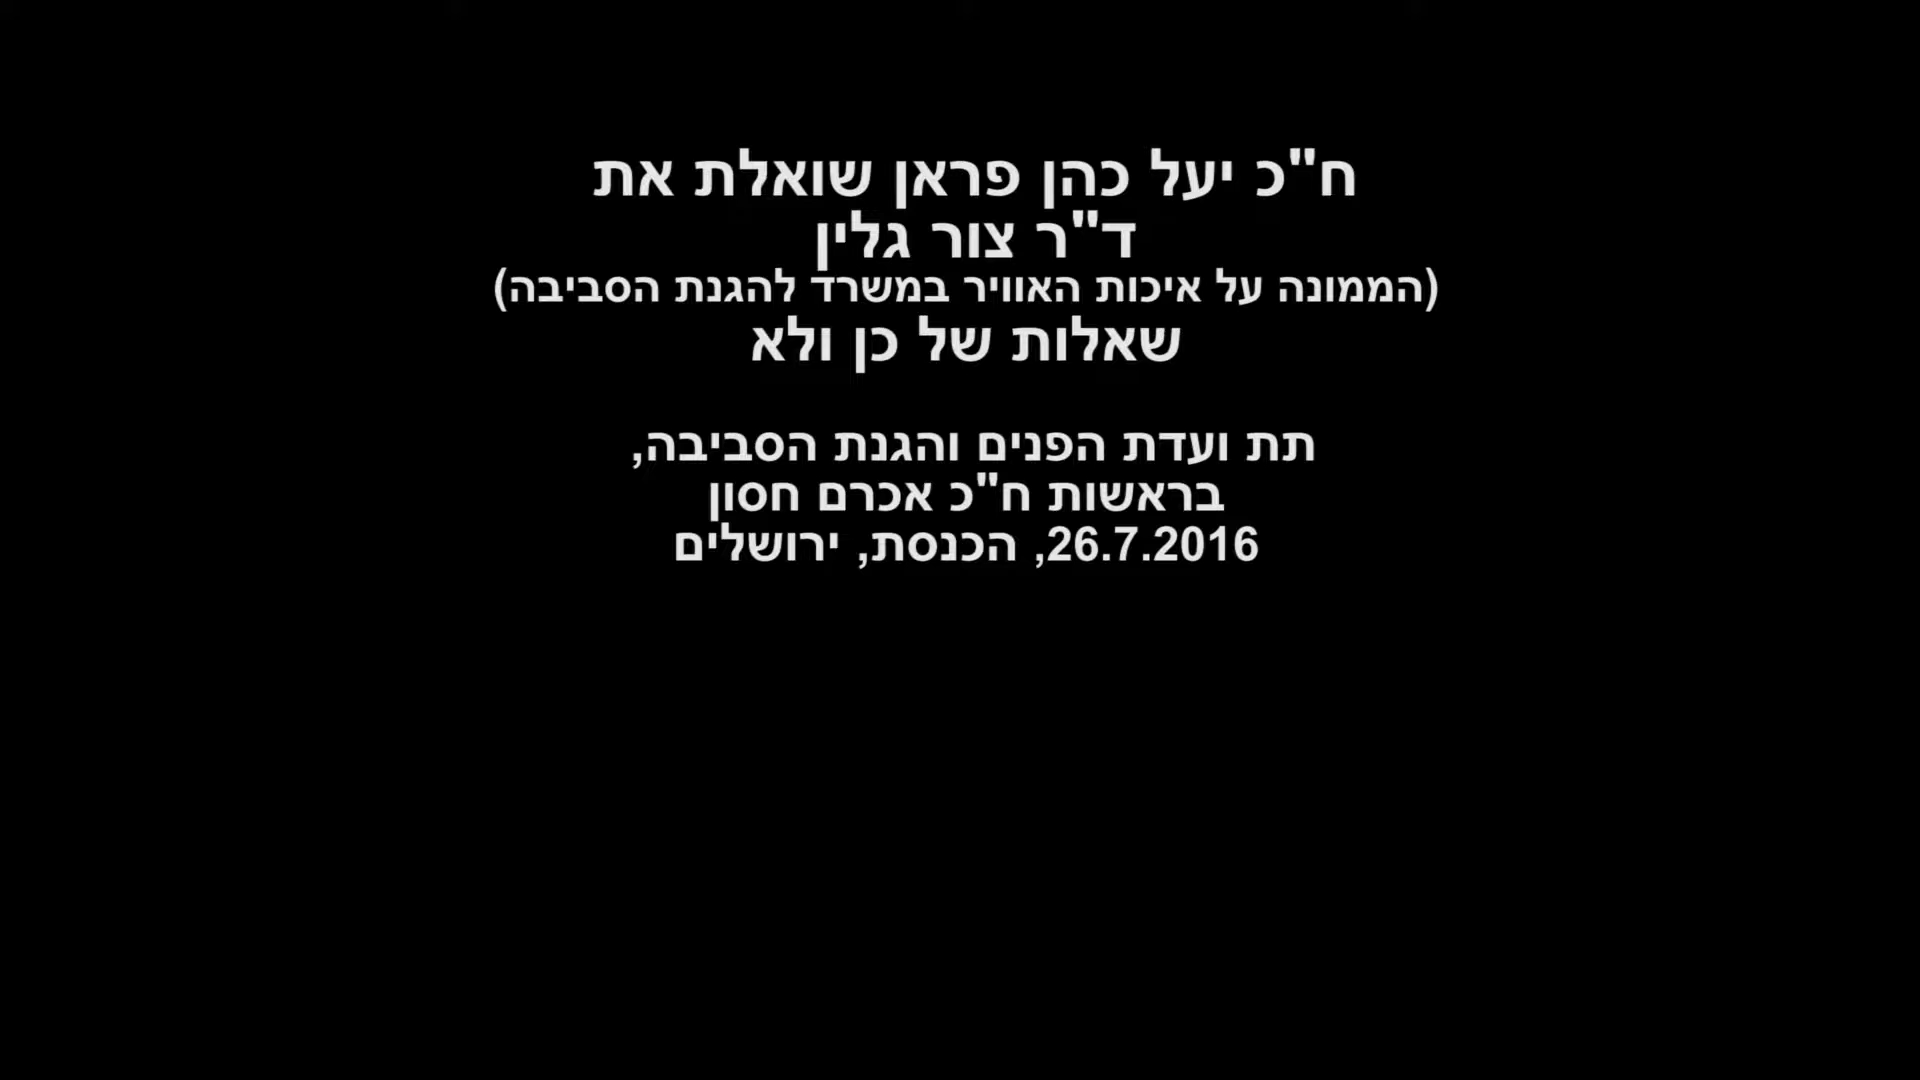 ח"כ יעל כהן פראן שואלת את
ד"ר צור גלין
(הממונה על איכות האוויר במשרד להגנת הסביבה)
שאלות של כן ולא
תת ועדת הפנים והגנת הסביבה,
בראשות ח"כ אכרם חסון
26.7.2016, הכנסת, ירושלים